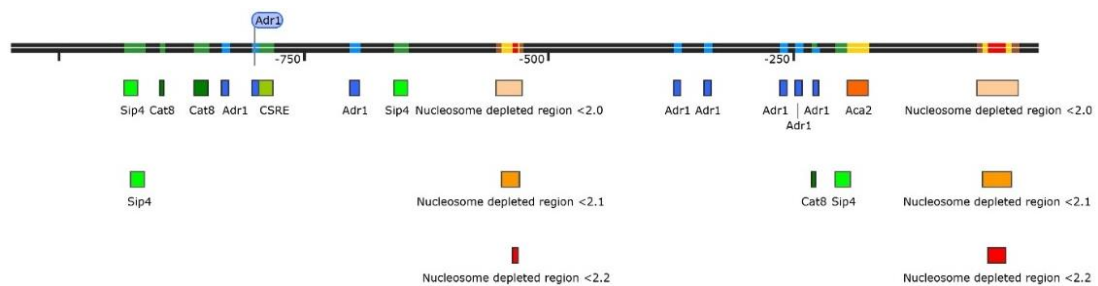 Adr1
-750 -500 -250
Sip4 Cat8 Cat8 Adr1 CSRE Adr1 Sip4 Nucleosome depleted region <2.0 Adr1 Adr1 Adr1 Adr1 Aca2 Nucleosome depleted region <2.0
Adr1
Sip4 Nucleosome depleted region <2.1 Cat8 Sip4 Nucleosome depleted region <2.1
Nucleosome depleted region <2.2 Nucleosome depleted region <2.2